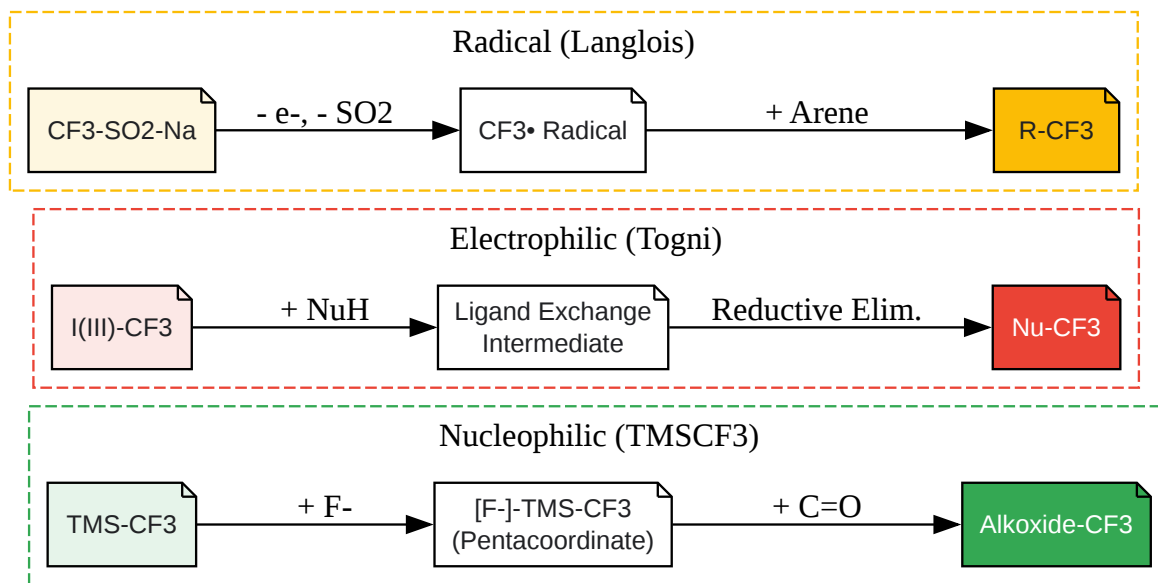 Radical (Langlois)
CF3-SO2-Na
- e-, - SO2
CF3• Radical
+ Arene
R-CF3
Electrophilic (Togni)
I(III)-CF3
+ NuH
Ligand Exchange
Intermediate
Reductive Elim.
Nu-CF3
Nucleophilic (TMSCF3)
TMS-CF3
+ F-
[F-]-TMS-CF3
(Pentacoordinate)
+ C=O
Alkoxide-CF3